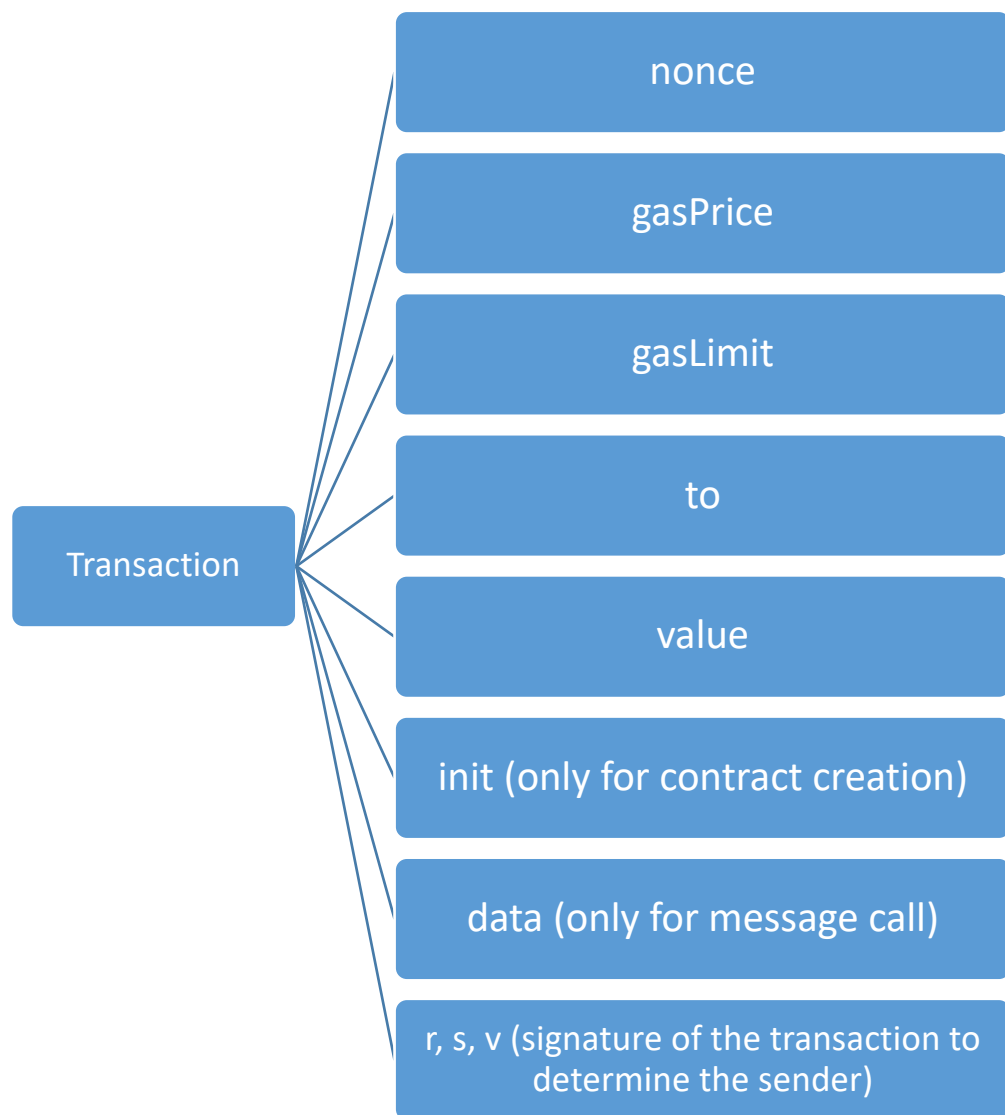 Transaction
nonce
gasPrice
gasLimit
to
value
init (only for contract creation)
data (only for message call)
r, s, v (signature of the transaction to
determine the sender)